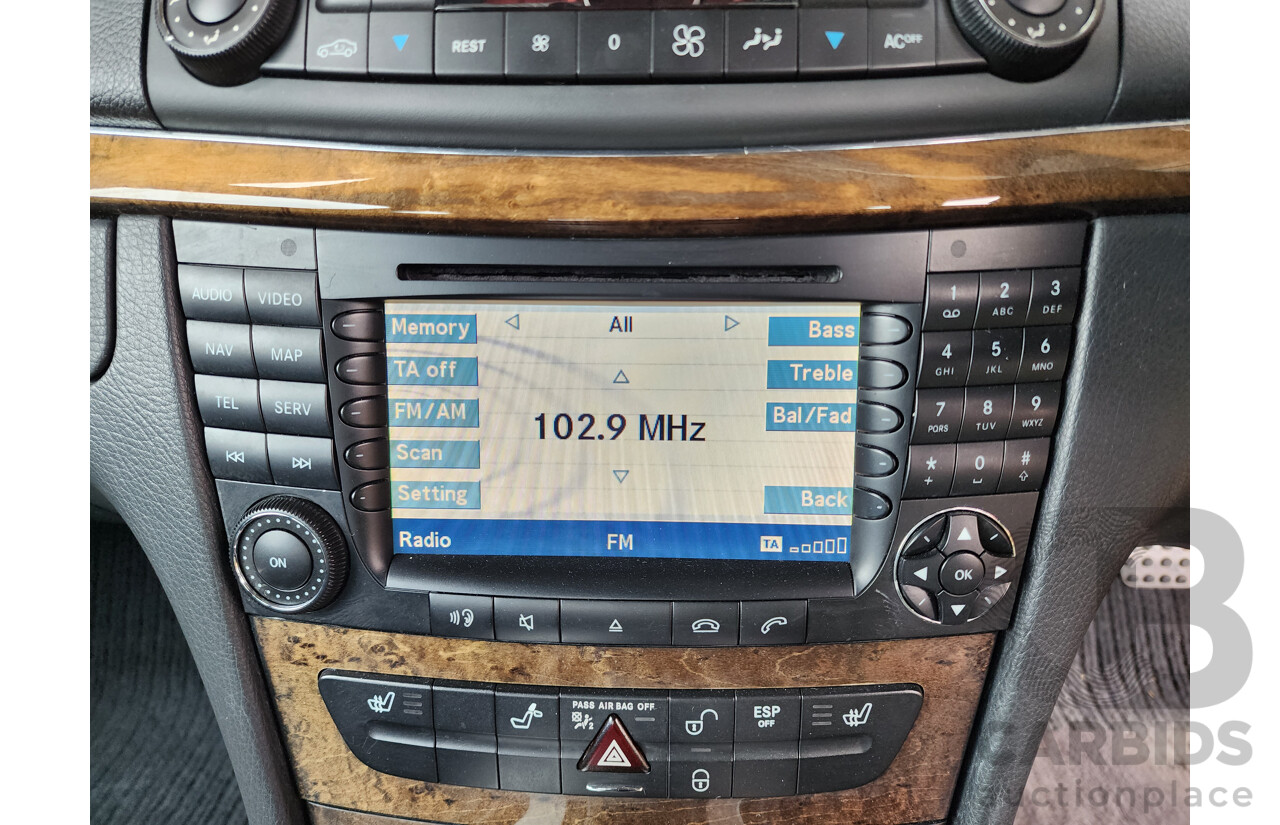 REST 0 AC OFF
AUDIO VIDEO
NAV MAP
TEL SERV
ON
Memory All Bass
TA off Treble
FM/AM 102.9 MHz Bal/Fad
Scan
Setting Back
Radio FM TA
1 2 ABC 3 DEF
4 GHI 5 JKL 6 MNO
7 PQRS 8 TUV 9 WXYZ
* + 0 #
OK
PASS AIR BAG OFF
2
ESP OFF
CARBIDS
auctionplace